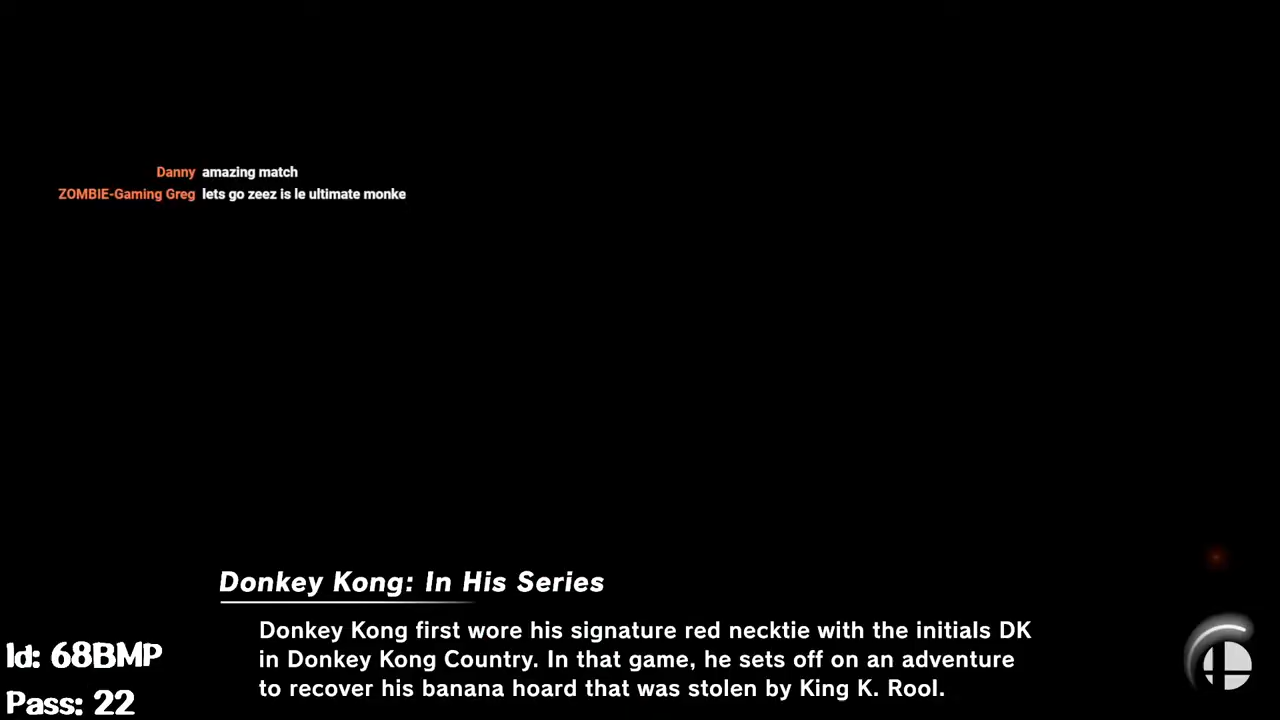 Danny amazing match
ZOMBIE-Gaming Greg lets go zeez is le ultimate monke
Donkey Kong: In His Series
Donkey Kong first wore his signature red necktie with the initials DK
in Donkey Kong Country. In that game, he sets off on an adventure
to recover his banana hoard that was stolen by King K. Rool.
Id: 68BMP
Pass: 22